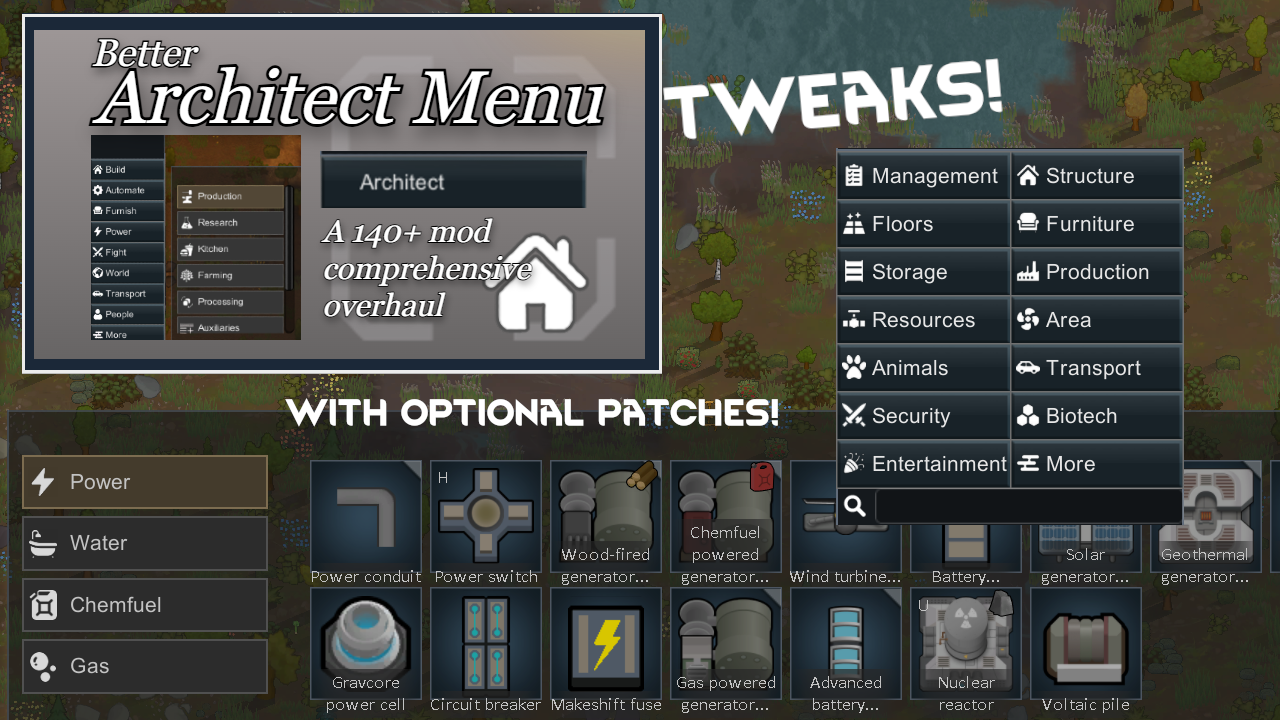 Better
Architect Menu
TWEAKS!
Build
Automate
Furnish
Power
Fight
World
Transport
People
More
Production
Research
Kitchen
Farming
Processing
Auxiliaries
Architect
A 140+ mod
comprehensive
overhaul
Management
Structure
Floors
Furniture
Storage
Production
Resources
Area
Animals
Transport
Security
Biotech
Entertainment
More
WITH OPTIONAL PATCHES!
Power
Water
Chemfuel
Gas
Power conduit
H
Power switch
Wood-fired
generator...
Chemfuel
powered
generator...
Wind turbine...
Battery...
Solar
generator...
Geothermal
generator...
Gravcore
power cell
Circuit breaker
Makeshift fuse
Gas powered
generator...
Advanced
battery...
U
Nuclear
reactor
Voltaic pile